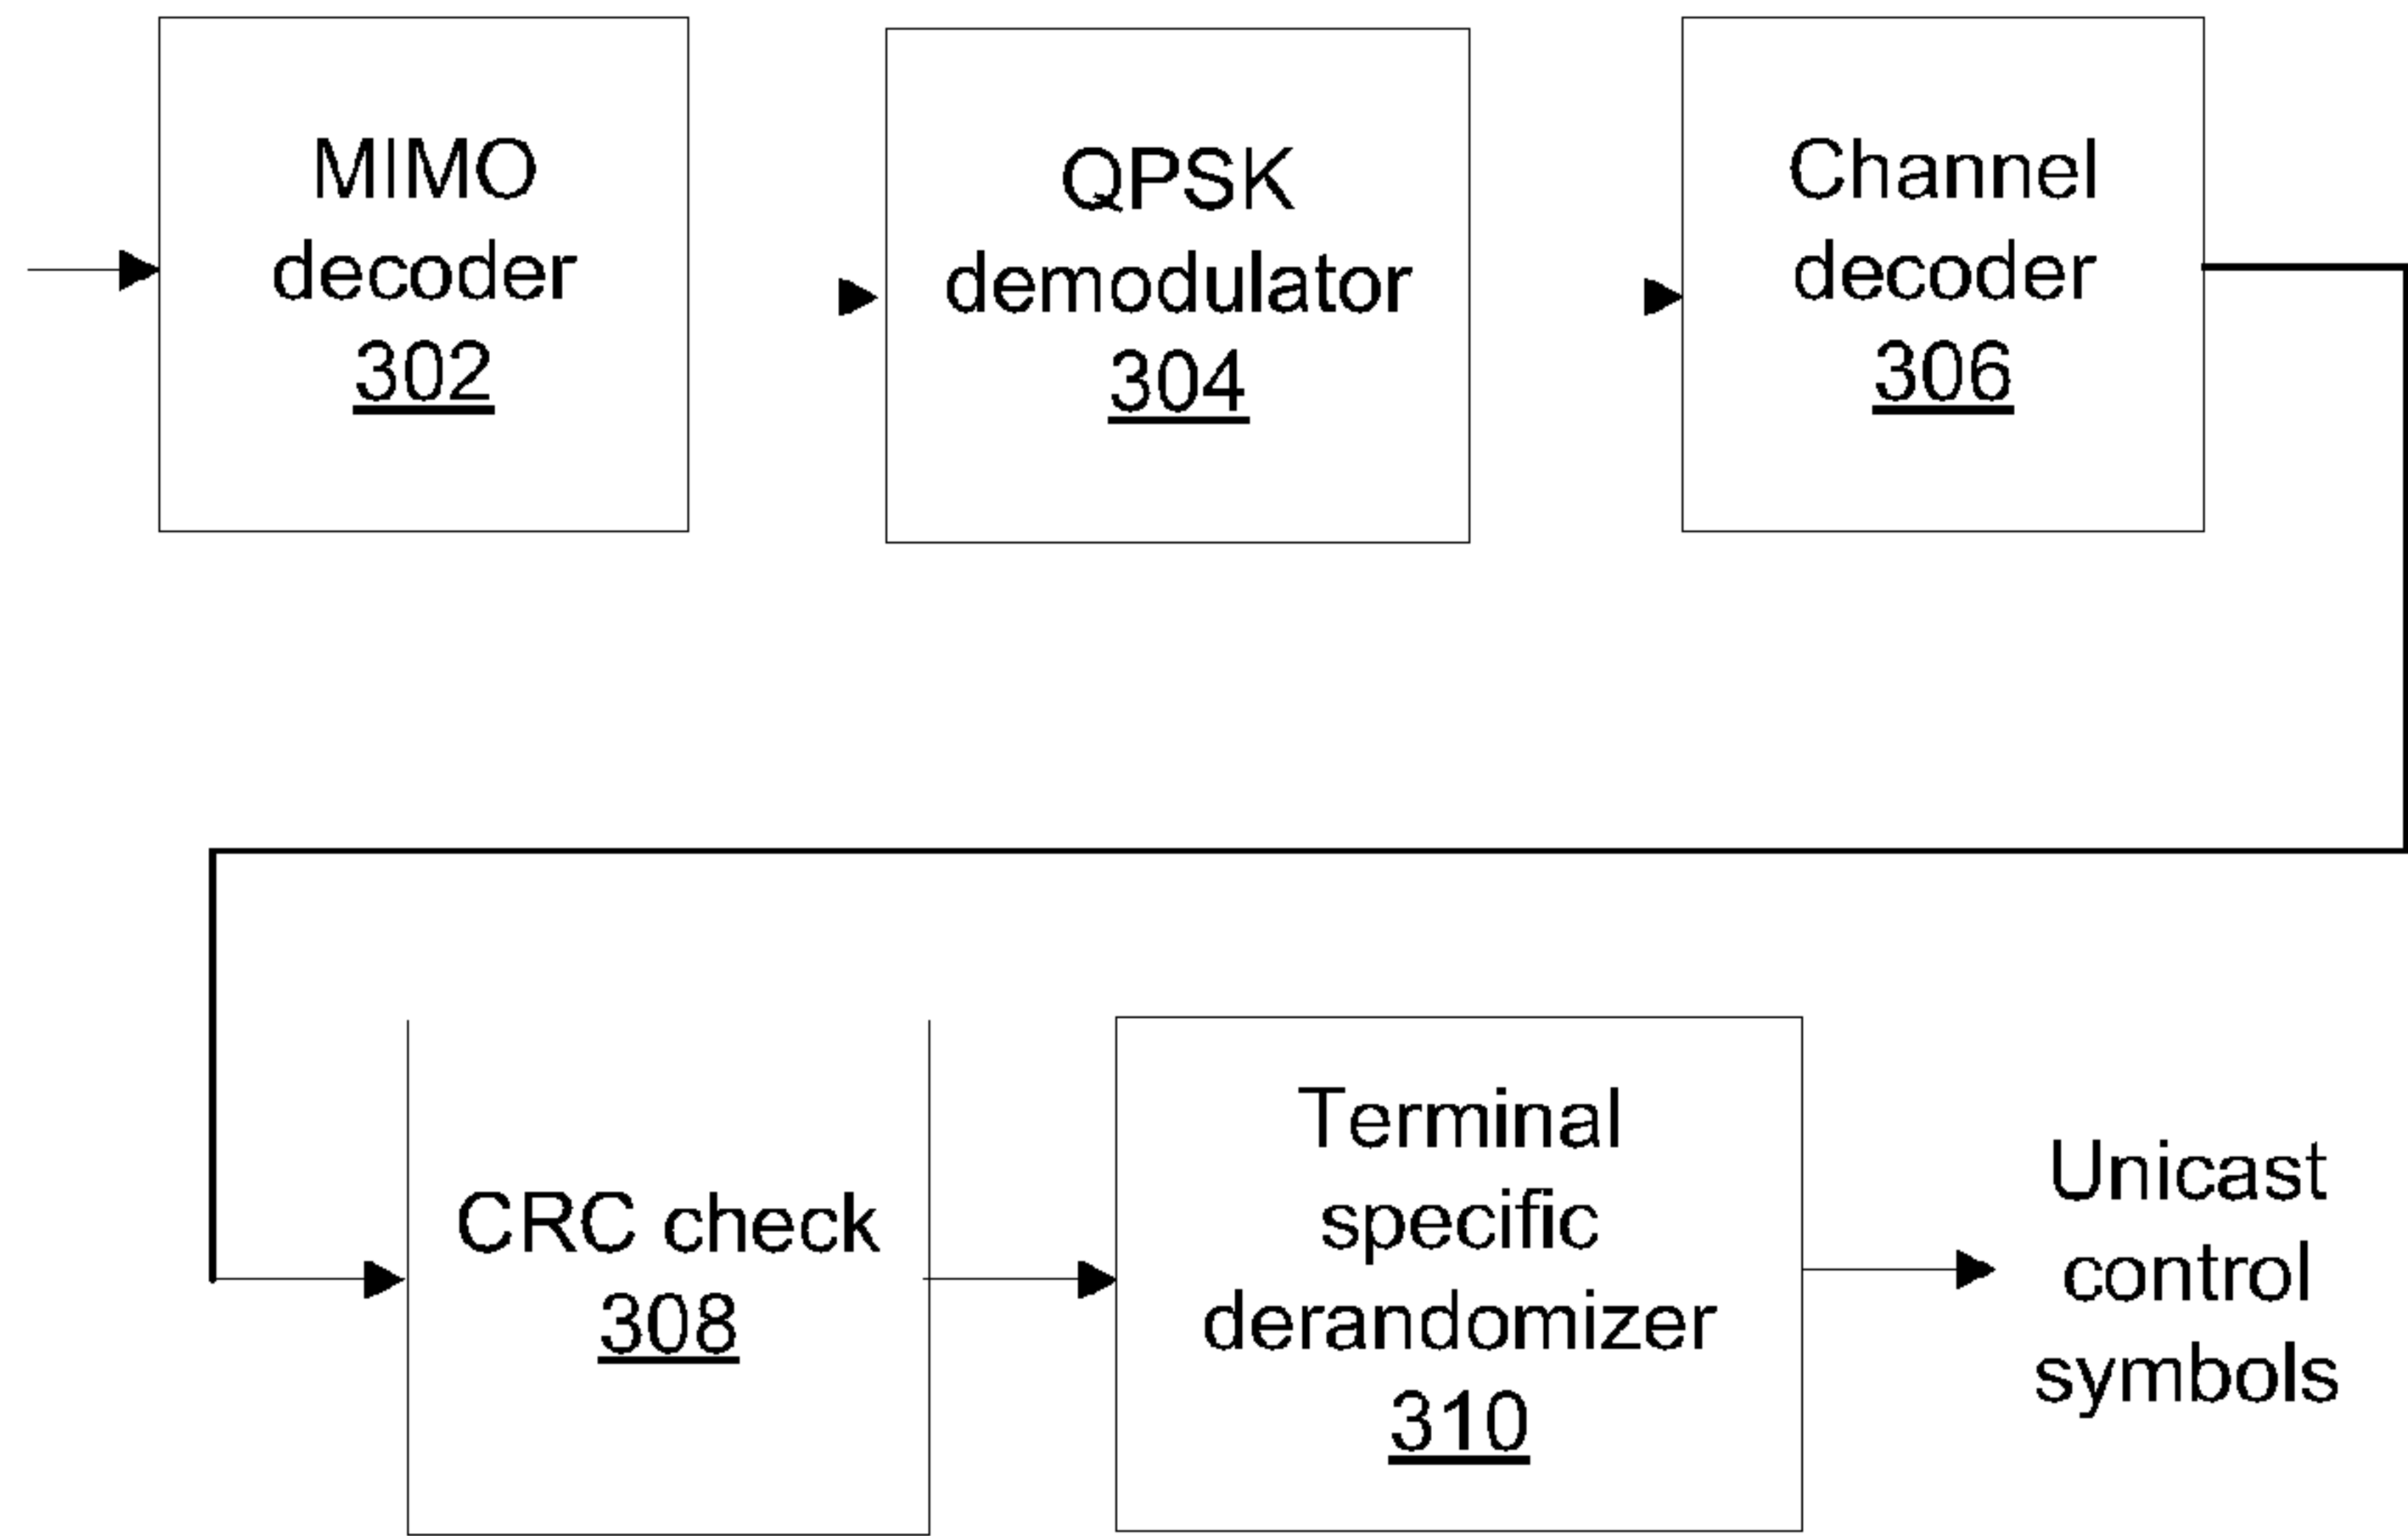 MIMO
decoder
302
QPSK
demodulator
304
Channel
decoder
306
CRC check
308
Terminal
specific
derandomizer
310
Unicast
control
symbols